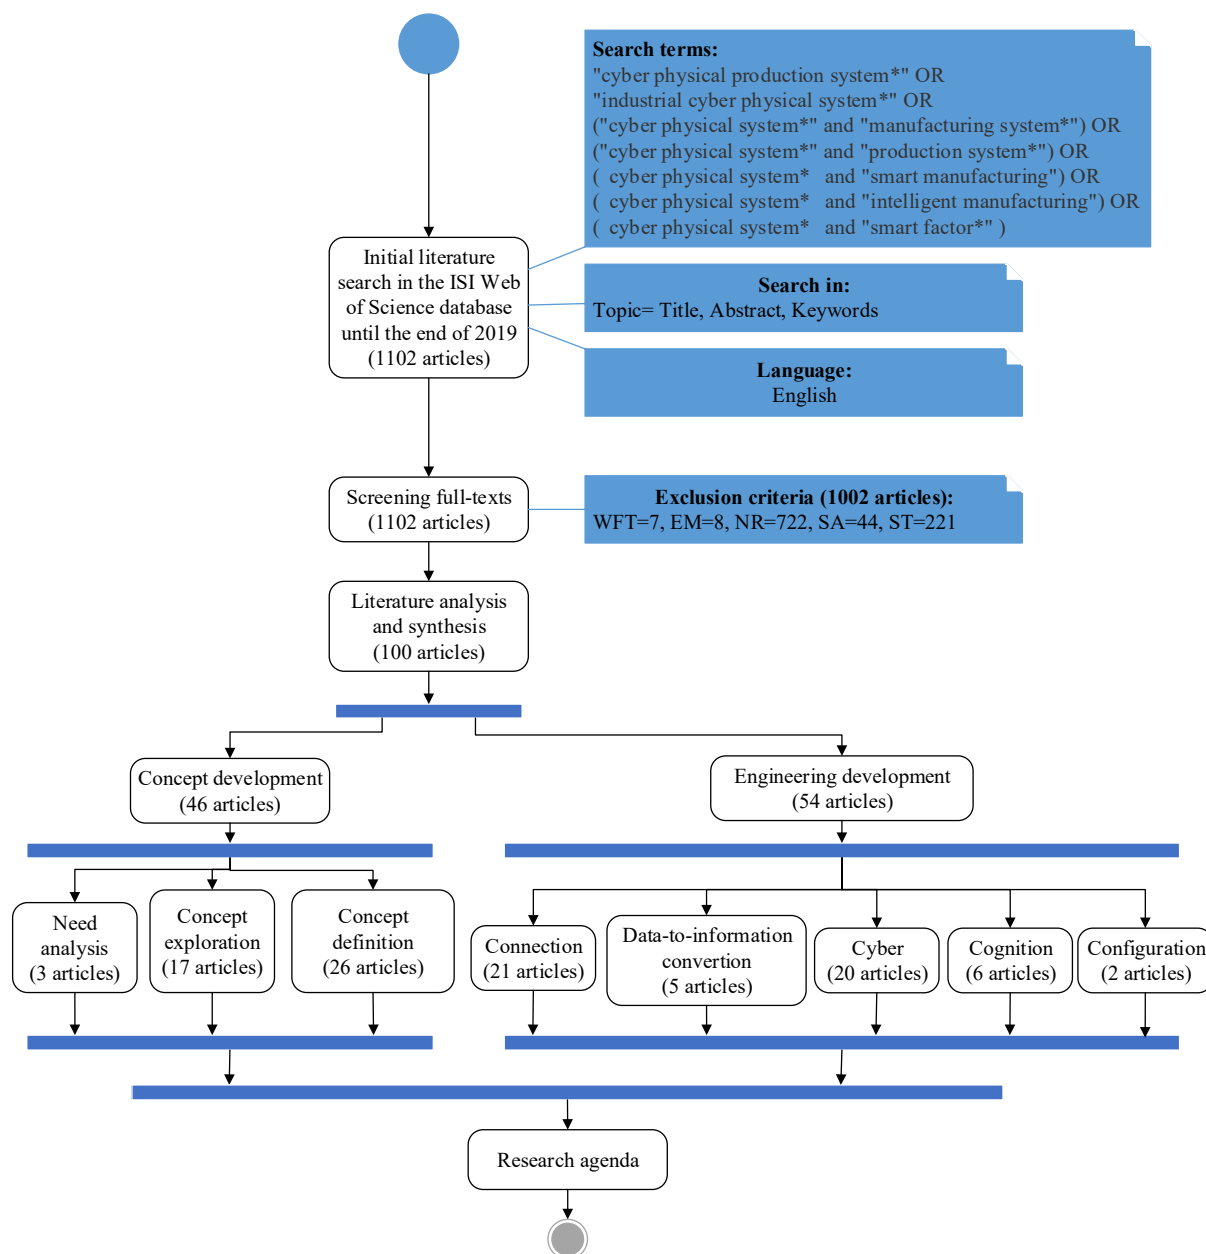 Search terms:
"cyber physical production system*" OR
"industrial cyber physical system*" OR
("cyber physical system*" and "manufacturing system*") OR
("cyber physical system*" and "production system*") OR
( cyber physical system* and "smart manufacturing") OR
( cyber physical system* and "intelligent manufacturing") OR
( cyber physical system* and "smart factor*" )
Initial literature
search in the ISI Web
of Science database
until the end of 2019
(1102 articles)
Search in:
Topic= Title, Abstract, Keywords
Language:
English
Screening full-texts
(1102 articles)
Exclusion criteria (1002 articles):
WFT=7, EM=8, NR=722, SA=44, ST=221
Literature analysis
and synthesis
(100 articles)
Concept development
(46 articles)
Engineering development
(54 articles)
Need
analysis
(3 articles)
Concept
exploration
(17 articles)
Concept
definition
(26 articles)
Connection
(21 articles)
Data-to-information
convertion
(5 articles)
Cyber
(20 articles)
Cognition
(6 articles)
Configuration
(2 articles)
Research agenda